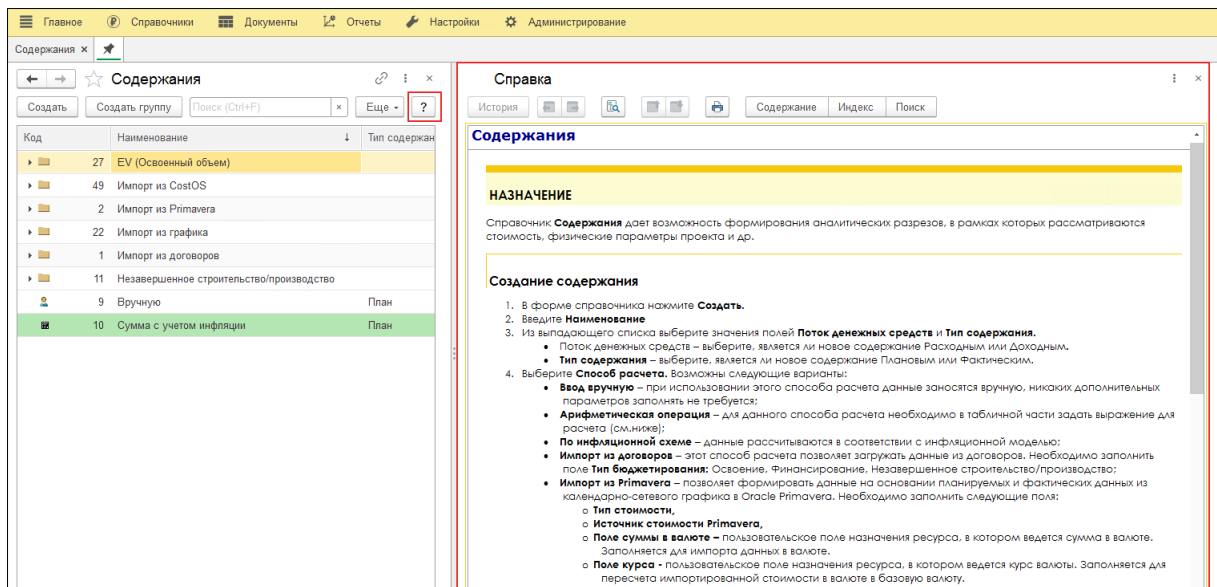 Главное Справочники Документы Отчеты Настройки Администрирование
Содержания ×
Содержания
Создать Создать группу Поиск (Ctrl+F) × Еще ?
Код Наименование ↓ Тип содержан
27 EV (Освоенный объем)
49 Импорт из CostOS
2 Импорт из Primavera
22 Импорт из графика
1 Импорт из договоров
11 Незавершенное строительство/производство
9 Вручную План
10 Сумма с учетом инфляции План
Справка
История Содержание Индекс Поиск
Содержания
НАЗНАЧЕНИЕ
Справочник Содержания дает возможность формирования аналитических разрезов, в рамках которых рассматриваются
стоимость, физические параметры проекта и др.
Создание содержания
1. В форме справочника нажмите Создать.
2. Введите Наименование
3. Из выпадающего списка выберите значения полей Поток денежных средств и Тип содержания.
• Поток денежных средств – выберите, является ли новое содержание Расходным или Доходным.
• Тип содержания – выберите, является ли новое содержание Плановым или Фактическим.
4. Выберите Способ расчета. Возможны следующие варианты:
• Ввод вручную – при использовании этого способа расчета данные заносятся вручную, никаких дополнительных
параметров заполнять не требуется;
• Арифметическая операция – для данного способа расчета необходимо в табличной части задать выражение для
расчета (см.ниже);
• По инфляционной схеме – данные рассчитываются в соответствии с инфляционной моделью;
• Импорт из договоров – этот способ расчета позволяет загружать данные из договоров. Необходимо заполнить
поле Тип бюджетирования: Освоение, Финансирование, Незавершенное строительство/производство;
• Импорт из Primavera – позволяет формировать данные на основании планируемых и фактических данных из
календарно-сетевого графика в Oracle Primavera. Необходимо заполнить следующие поля:
o Тип стоимости,
o Источник стоимости Primavera,
o Поле суммы в валюте – пользовательское поле назначения ресурса, в котором ведется сумма в валюте.
Заполняется для импорта данных в валюте.
o Поле курса - пользовательское поле назначения ресурса, в котором ведется курс валюты. Заполняется для
пересчета импортированной стоимости в валюте в базовую валюту.